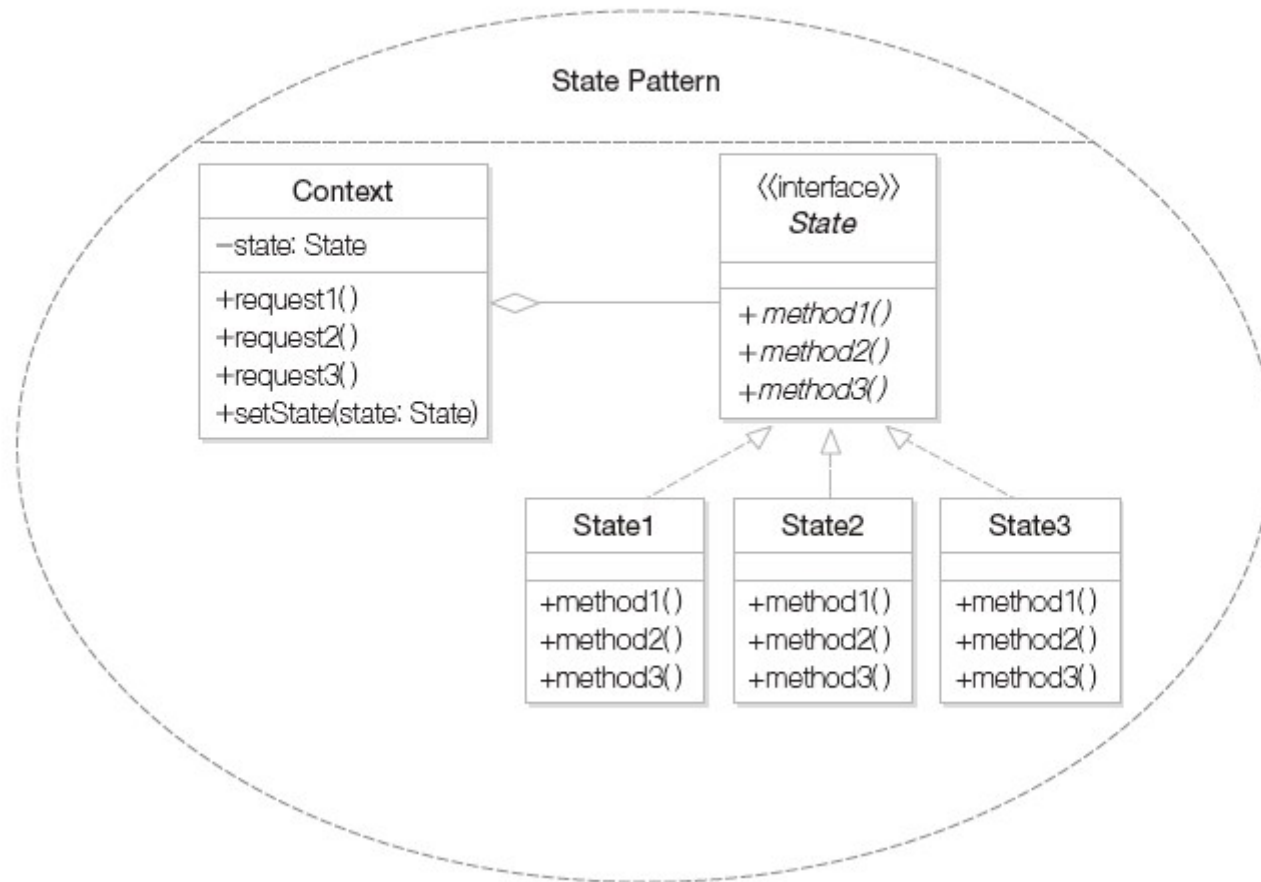 State Pattern
Context
-state: State
+request1()
+request2()
+request3()
+setState(state: State)
《interface》
State
+method1()
+method2()
+method3()
State1
+method1()
+method2()
+method3()
State2
+method1()
+method2()
+method3()
State3
+method1()
+method2()
+method3()